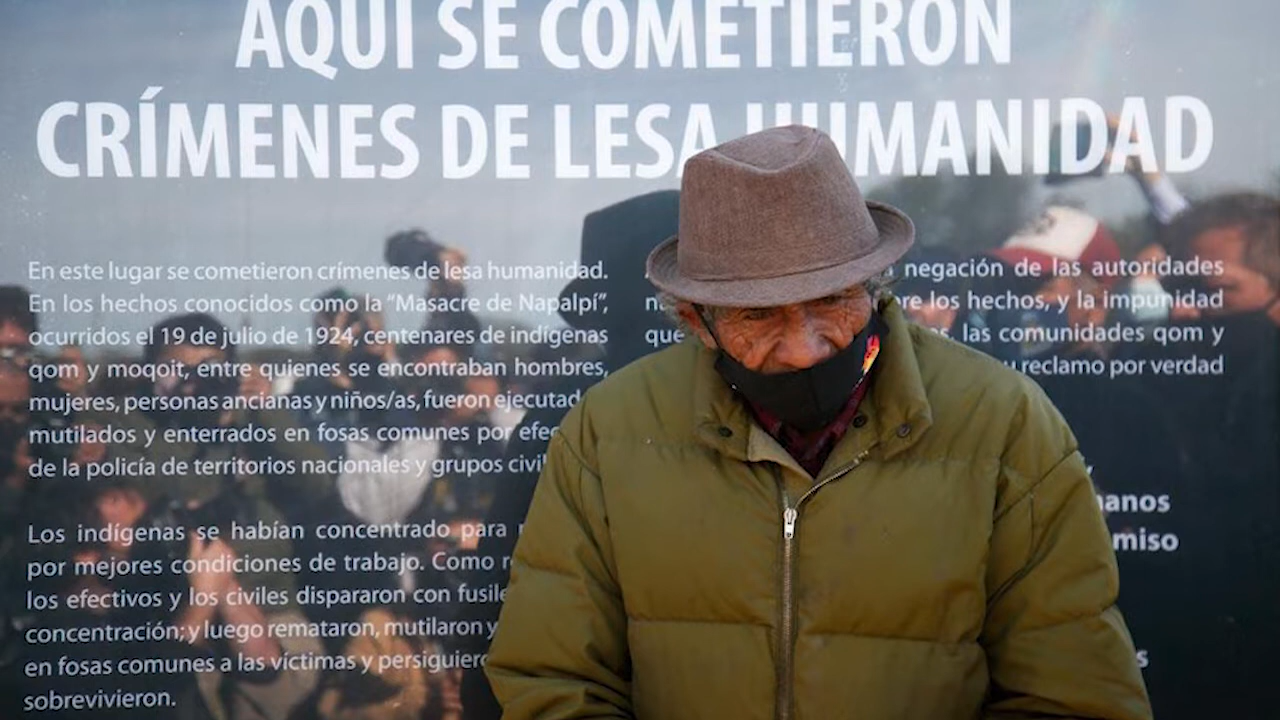 AQUÍ SE COMETIERON
CRÍMENES DE LESA HUMANIDAD
En este lugar se cometieron crímenes de lesa humanidad.
En los hechos conocidos como la “Masacre de Napalpí”,
ocurridos el 19 de julio de 1924, centenares de indígenas
qom y moqoit, entre quienes se encontraban hombres,
mujeres, personas ancianas y niños/as, fueron
mutilados y enterrados en fosas comunes por
de la policía de territorios nacionales y grupos
Los indígenas se habían concentrado para
por mejores condiciones de trabajo. Como
los efectivos y los civiles dispararon con
concentración; y luego remataron, mutilaron y
en fosas comunes a las víctimas y
sobrevivieron.
negación de las autoridades
los hechos, y la impunidad
que
las comunidades qom y
reclamo por verdad